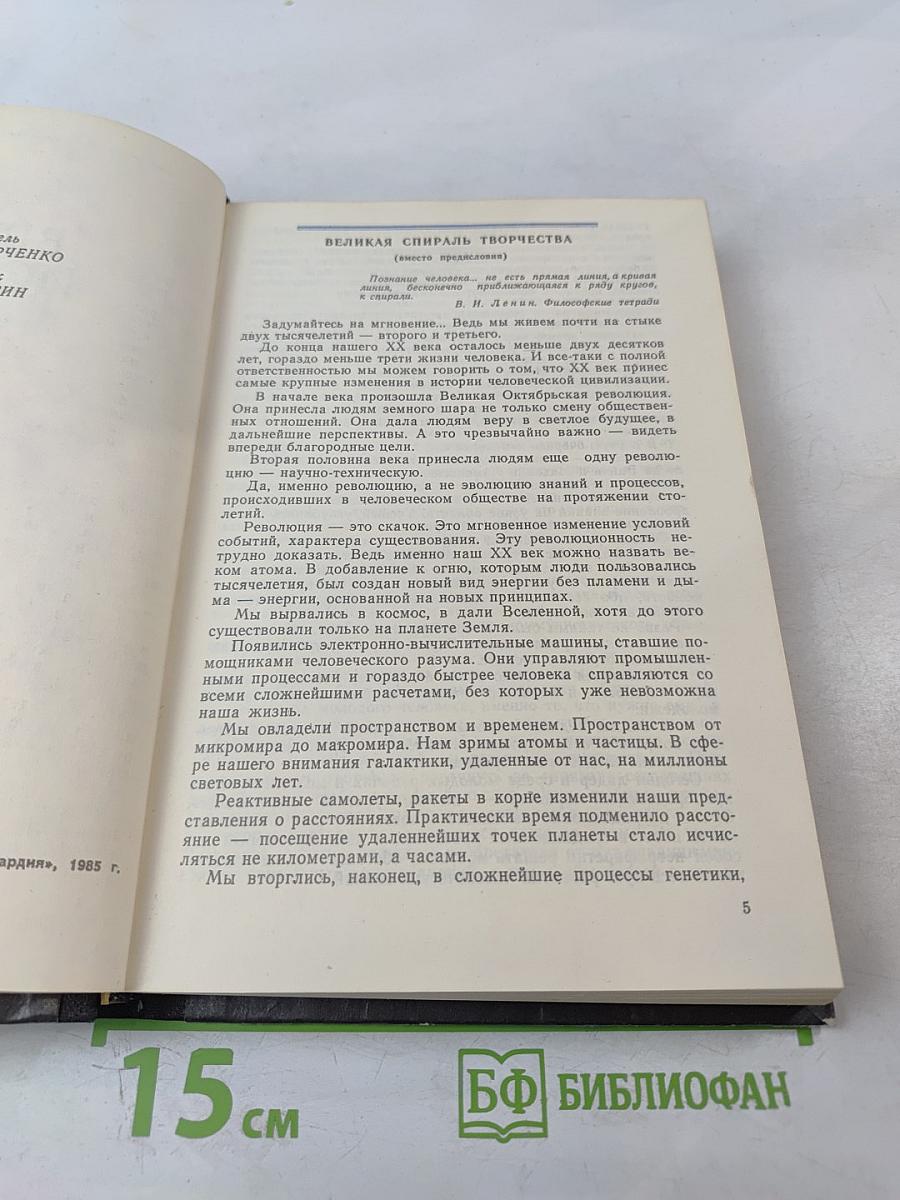 ель
РЧЕНКО
ИН
ардия», 1985 г.
ВЕЛИКАЯ СПИРАЛЬ ТВОРЧЕСТВА
(вместо предисловия)
Познание человека... не есть прямая линия, а кривая
линия, бесконечно приближающаяся к ряду кругов,
к спирали.
В. И. Ленин. Философские тетради
Задумайтесь на мгновение... Ведь мы живем почти на стыке
двух тысячелетий — второго и третьего.
До конца нашего XX века осталось меньше двух десятков
лет, гораздо меньше трети жизни человека. И все-таки с полной
ответственностью мы можем говорить о том, что XX век принес
самые крупные изменения в истории человеческой цивилизации.
В начале века произошла Великая Октябрьская революция.
Она принесла людям земного шара не только смену обществен-
ных отношений. Она дала людям веру в светлое будущее, в
дальнейшие перспективы. А это чрезвычайно важно — видеть
впереди благородные цели.
Вторая половина века принесла людям еще одну револю-
цию — научно-техническую.
Да, именно революцию, а не эволюцию знаний и процессов,
происходивших в человеческом обществе на протяжении сто-
летий.
Революция — это скачок. Это мгновенное изменение условий
событий, характера существования. Эту революционность не-
трудно доказать. Ведь именно наш XX век можно назвать ве-
ком атома. В добавление к огню, которым люди пользовались
тысячелетия, был создан новый вид энергии без пламени и ды-
ма — энергии, основанной на новых принципах.
Мы вырвались в космос, в дали Вселенной, хотя до этого
существовали только на планете Земля.
Появились электронно-вычислительные машины, ставшие по-
мощниками человеческого разума. Они управляют промышлен-
ными процессами и гораздо быстрее человека справляются со
всеми сложнейшими расчетами, без которых уже невозможна
наша жизнь.
Мы овладели пространством и временем. Пространством от
микромира до макромира. Нам зримы атомы и частицы. В сфе-
ре нашего внимания галактики, удаленные от нас, на миллионы
световых лет.
Реактивные самолеты, ракеты в корне изменили наши пред-
ставления о расстояниях. Практически время подменило рассто-
яние — посещение удаленнейших точек планеты стало исчис-
ляться не километрами, а часами.
Мы вторглись, наконец, в сложнейшие процессы генетики,
5
15 см
БФ БИБЛИОФАН